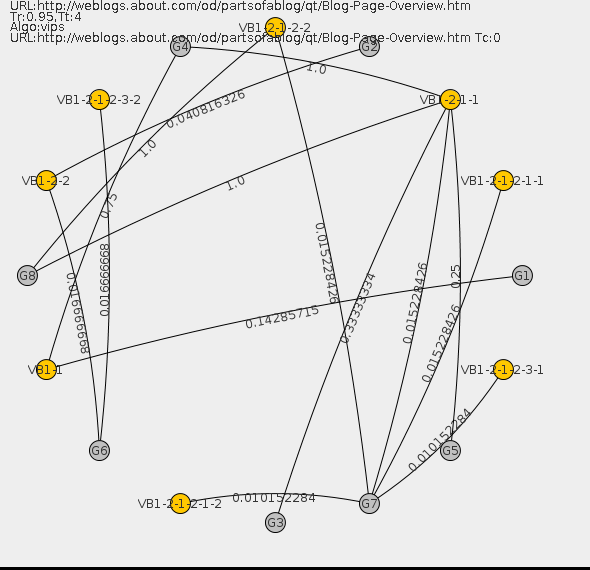 URL:http://weblogs.about.com/od/partsofablog/qt/Blog-Page-Overview.htm
Tr:0.95,Tt:4
Algo:vips
URL:http://weblogs.about.com/od/partsofablog/qt/Blog-Page-Overview.htm Tc:0
VB1-2-1-2-2
G4
G2
1.0
VB1-2-1-2-3-2
0.040816326
VB1-2-1-1
1.0
VB1-2-2
1.0
VB1-2-1-2-1-1
0.75
0.015228426
G8
0.016666668
0.25
G1
0.016666668
0.14285715
0.33333334
0.015228426
0.015228426
VB1-1
VB1-2-1-2-3-1
G6
0.010152284
G5
VB1-2-1-2-1-2
0.010152284
G7
G3